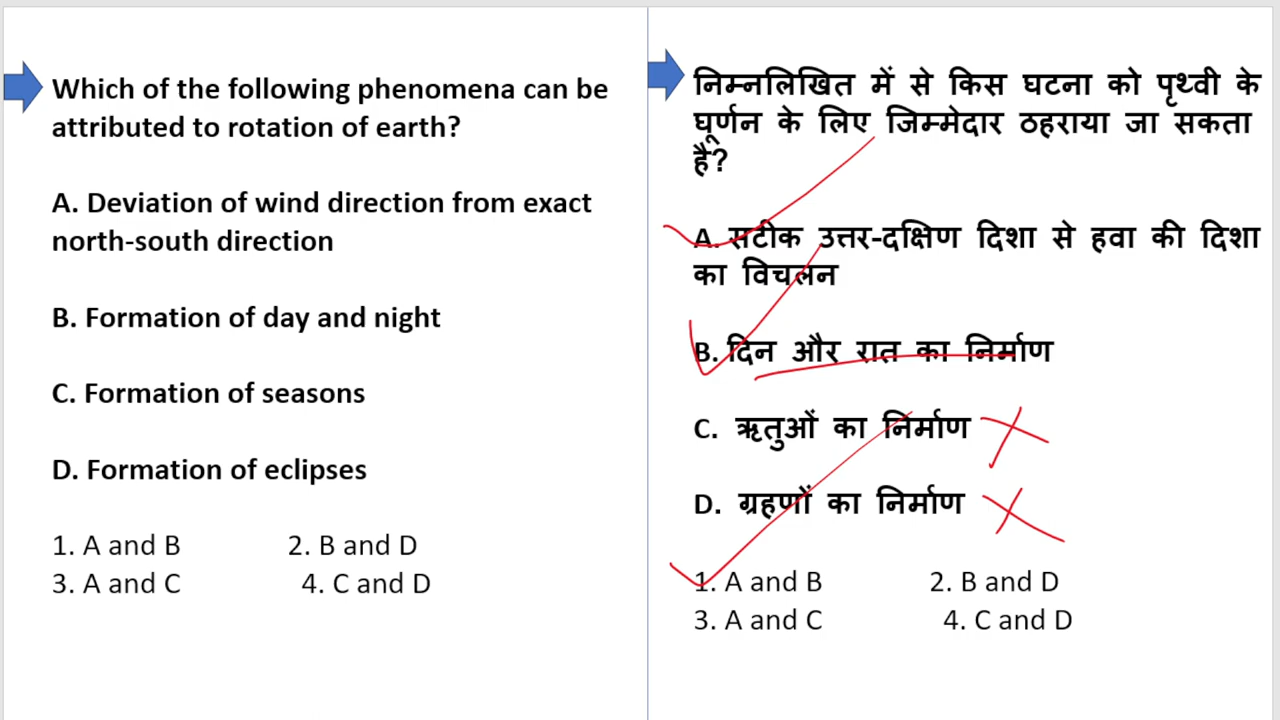 Which of the following phenomena can be
attributed to rotation of earth?
A. Deviation of wind direction from exact
north-south direction
B. Formation of day and night
C. Formation of seasons
D. Formation of eclipses
1. A and B 2. B and D
3. A and C 4. C and D
निम्नलिखित में से किस घटना को पृथ्वी के
घूर्णन के लिए जिम्मेदार ठहराया जा सकता
है?
A. सटीक उत्तर-दक्षिण दिशा से हवा की दिशा
का विचलन
B. दिन और रात का निर्माण
C. ऋतुओं का निर्माण
D. ग्रहणों का निर्माण
1. A and B 2. B and D
3. A and C 4. C and D